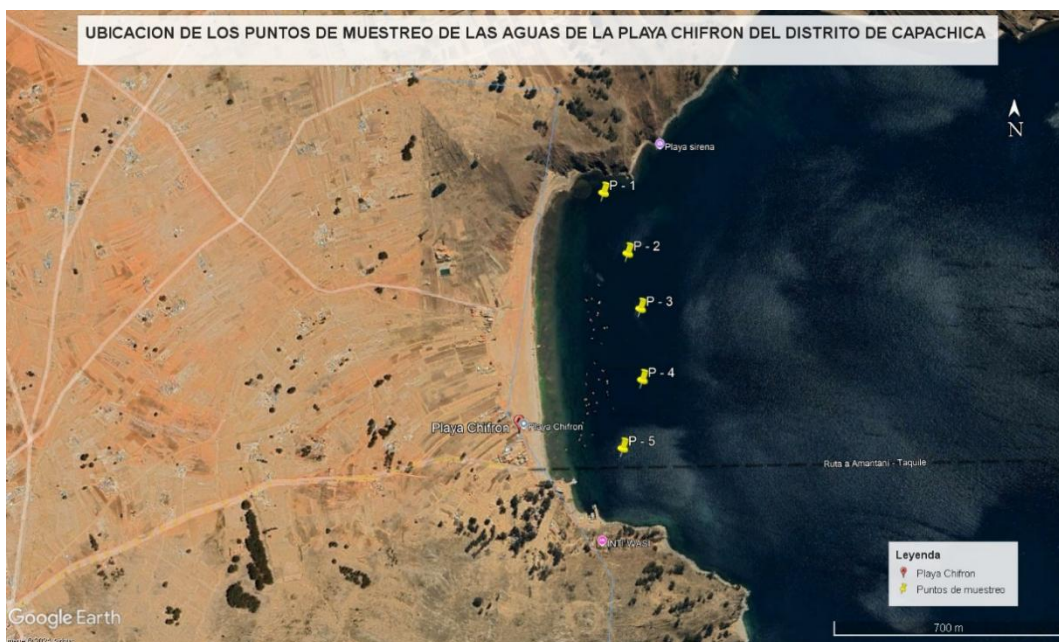 UBICACION DE LOS PUNTOS DE MUESTREO DE LAS AGUAS DE LA PLAYA CHIFRON DEL DISTRITO DE CAPACHICA
N
Playa sirena
P - 1
P - 2
P - 3
P - 4
Playa Chifron
Playa Chifron
P - 5
Ruta a Amantani - Taquile
INTI WASI
Leyenda
Playa Chifron
Puntos de muestreo
Google Earth
700 m